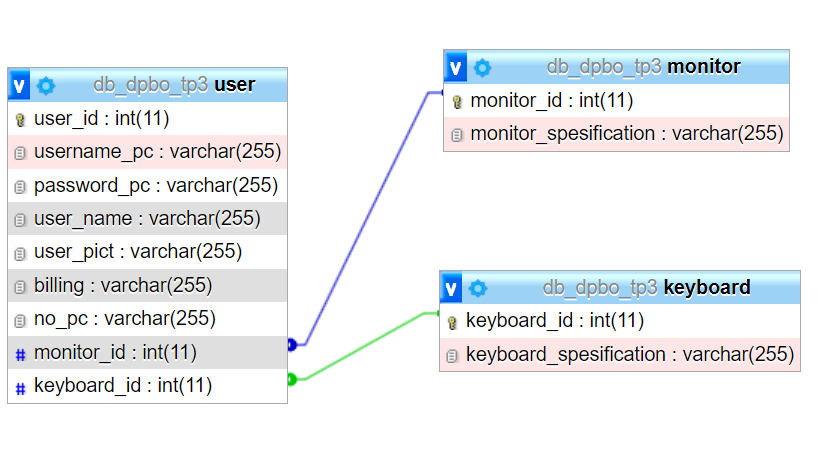 v db_dpbo_tp3 user
user_id : int(11)
username_pc : varchar(255)
password_pc : varchar(255)
user_name : varchar(255)
user_pict : varchar(255)
billing : varchar(255)
no_pc : varchar(255)
# monitor_id : int(11)
# keyboard_id : int(11)
v db_dpbo_tp3 monitor
monitor_id : int(11)
monitor_spesification : varchar(255)
v db_dpbo_tp3 keyboard
keyboard_id : int(11)
keyboard_spesification : varchar(255)